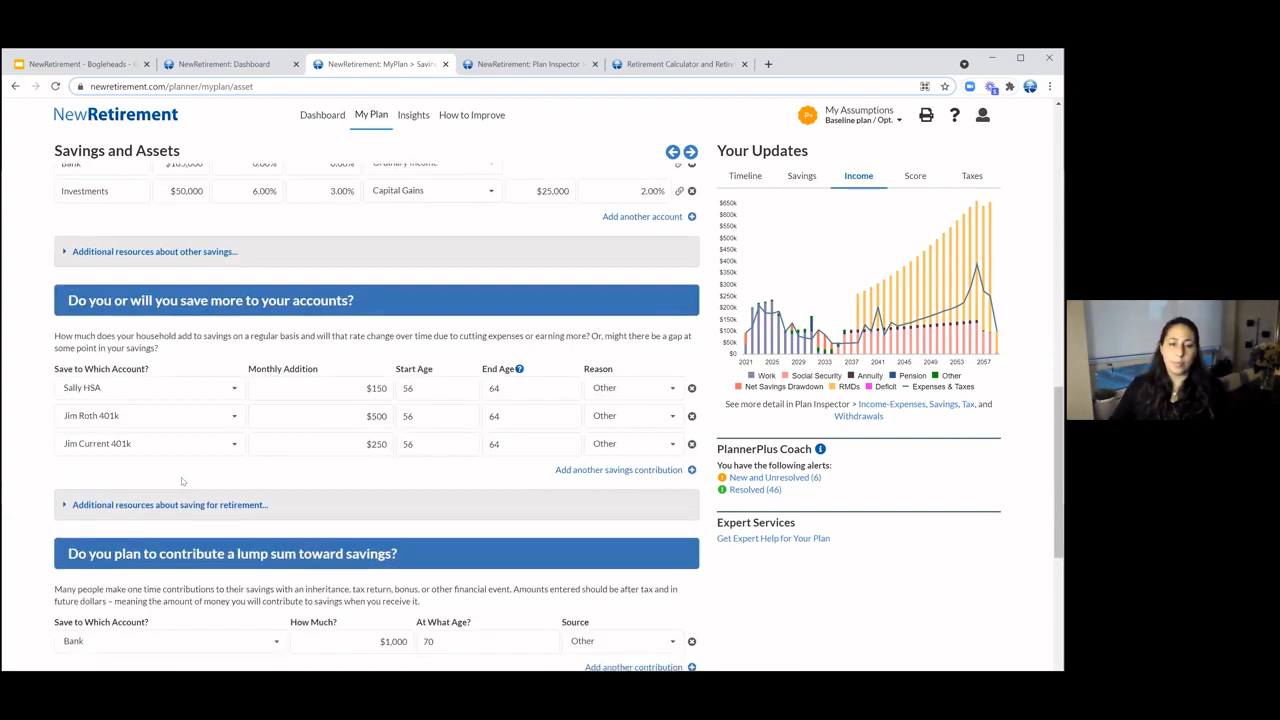 NewRetirement - Bogleheads - G
NewRetirement: Dashboard
NewRetirement: MyPlan > Savin
NewRetirement: Plan Inspector >
Retirement Calculator and Retire
newretirement.com/planner/myplan/asset
NewRetirement
Dashboard My Plan Insights How to Improve
P+ My Assumptions
Baseline plan / Opt.
Savings and Assets
Bank 0.00% 0.00% Ordinary Income
Investments $50,000 6.00% 3.00% Capital Gains $25,000 2.00%
Add another account
Additional resources about other savings...
Do you or will you save more to your accounts?
How much does your household add to savings on a regular basis and will that rate change over time due to cutting expenses or earning more? Or, might there be a gap at
some point in your savings?
Save to Which Account? Monthly Addition Start Age End Age Reason
Sally HSA $150 56 64 Other
Jim Roth 401k $500 56 64 Other
Jim Current 401k $250 56 64 Other
Add another savings contribution
Additional resources about saving for retirement...
Do you plan to contribute a lump sum toward savings?
Many people make one time contributions to their savings with an inheritance, tax return, bonus, or other financial event. Amounts entered should be after tax and in
future dollars – meaning the amount of money you will contribute to savings when you receive it.
Save to Which Account? How Much? At What Age? Source
Bank $1,000 70 Other
Add another contribution
Your Updates
Timeline Savings Income Score Taxes
$650k
$600k
$550k
$500k
$450k
$400k
$350k
$300k
$250k
$200k
$150k
$100k
$50k
$0
2021 2025 2029 2033 2037 2041 2045 2049 2053 2057
Work Social Security Annuity Pension Other
Net Savings Drawdown RMDs Deficit Expenses & Taxes
See more detail in Plan Inspector > Income-Expenses, Savings, Tax, and
Withdrawals
PlannerPlus Coach
You have the following alerts:
New and Unresolved (6)
Resolved (46)
Expert Services
Get Expert Help for Your Plan